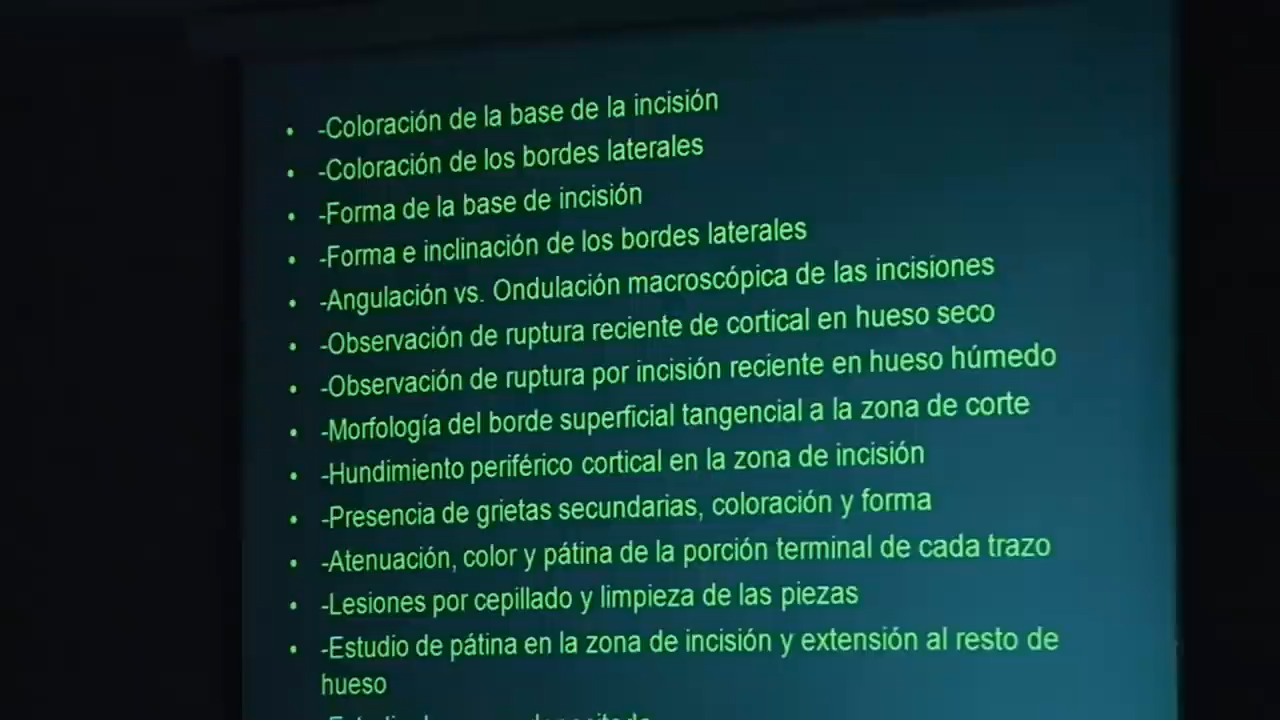 • -Coloración de la base de la incisión
• -Coloración de los bordes laterales
• -Forma de la base de incisión
• -Forma e inclinación de los bordes laterales
• -Angulación vs. Ondulación macroscópica de las incisiones
• -Observación de ruptura reciente de cortical en hueso seco
• -Observación de ruptura por incisión reciente en hueso húmedo
• -Morfología del borde superficial tangencial a la zona de corte
• -Hundimiento periférico cortical en la zona de incisión
• -Presencia de grietas secundarias, coloración y forma
• -Atenuación, color y pátina de la porción terminal de cada trazo
• -Lesiones por cepillado y limpieza de las piezas
• -Estudio de pátina en la zona de incisión y extensión al resto de
hueso